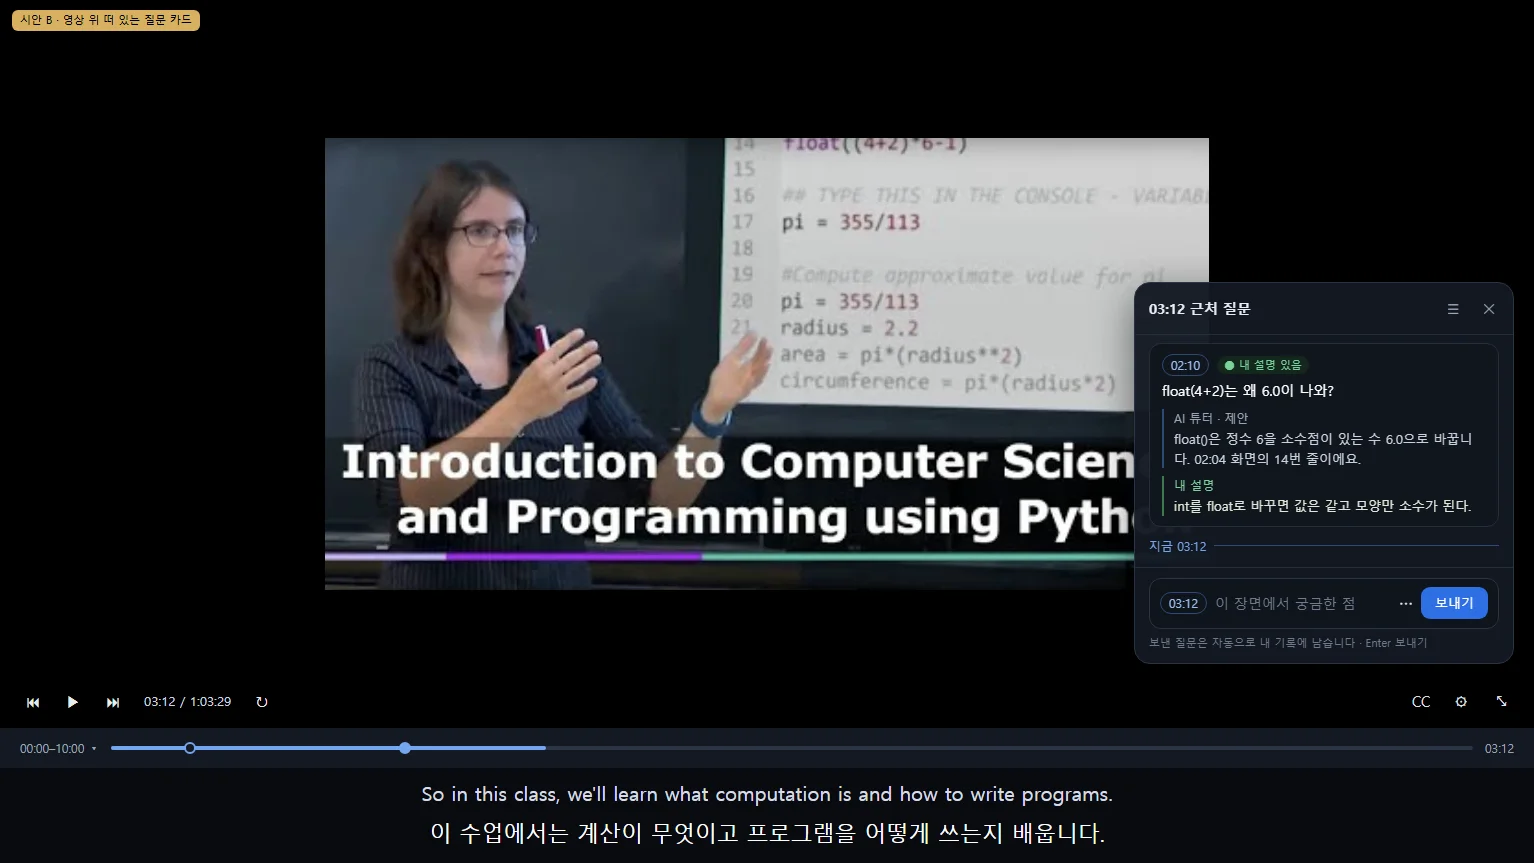 시안 B · 영상 위 떠 있는 질문 카드
14 float((4+2)*6-1)
15
16 ## TYPE THIS IN THE CONSOLE - VARIAB
17 pi = 355/113
18
19 #Compute approximate value for pi
20 pi = 355/113
21 radius = 2.2
area = pi*(radius**2)
circumference = pi*(radius*2)
Introduction to Computer Scien
and Programming using Pytho
03:12 근처 질문
02:10 내 설명 있음
float(4+2)는 왜 6.0이 나와?
AI 튜터 · 제안
float()은 정수 6을 소수점이 있는 수 6.0으로 바꿉니
다. 02:04 화면의 14번 줄이에요.
내 설명
int를 float로 바꾸면 값은 같고 모양만 소수가 된다.
지금 03:12
03:12 이 장면에서 궁금한 점 ··· 보내기
보낸 질문은 자동으로 내 기록에 남습니다 · Enter 보내기
03:12 / 1:03:29
CC
00:00–10:00
03:12
So in this class, we'll learn what computation is and how to write programs.
이 수업에서는 계산이 무엇이고 프로그램을 어떻게 쓰는지 배웁니다.